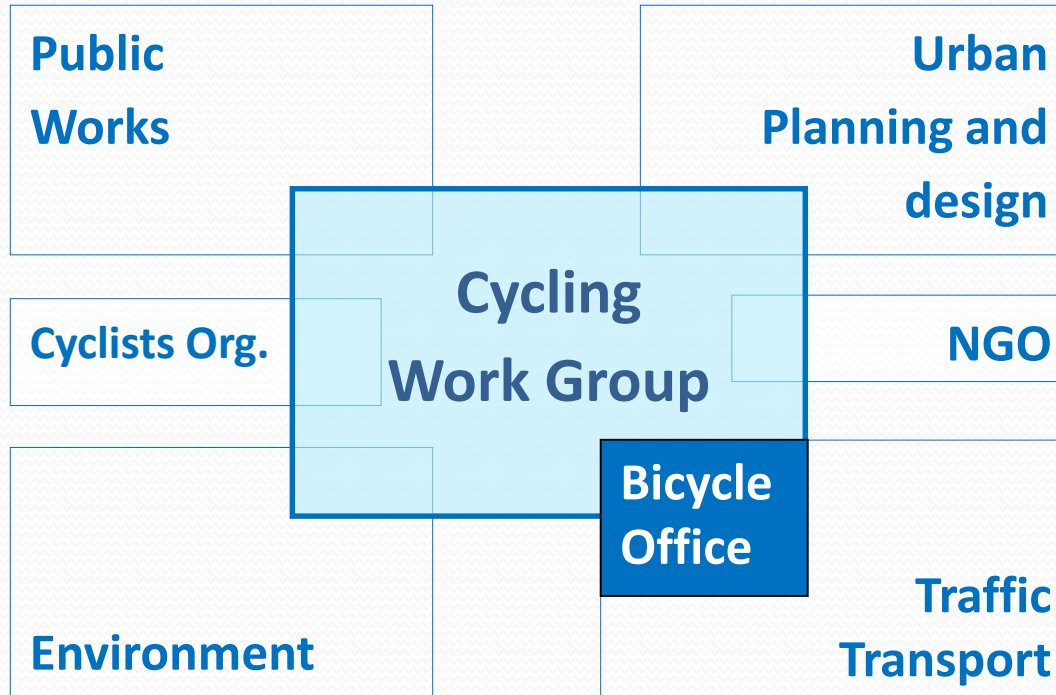 Public
Works
Urban
Planning and
design
Cycling
Work Group
Cyclists Org.
NGO
Bicycle
Office
Environment
Traffic
Transport